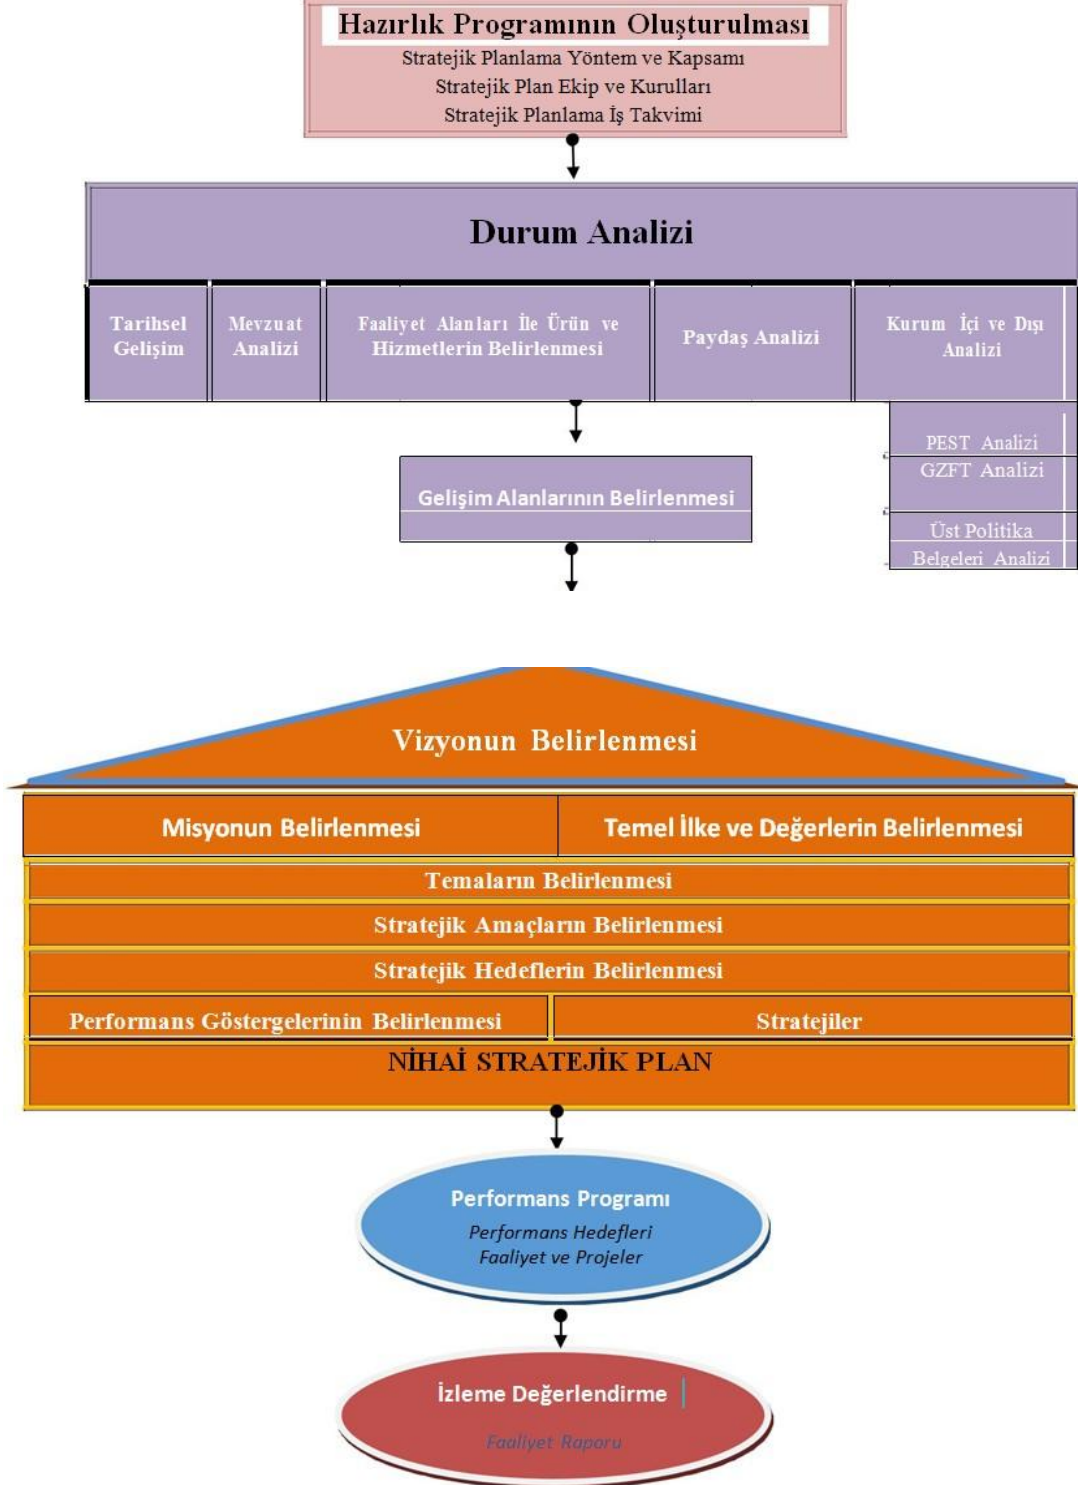 Hazırlık Programının Oluşturulması
Stratejik Planlama Yöntem ve Kapsamı
Stratejik Plan Ekip ve Kurulları
Stratejik Planlama İş Takvimi
Durum Analizi
Tarihsel
Gelişim
Mevzuat
Analizi
Faaliyet Alanları İle Ürün ve
Hizmetlerin Belirlenmesi
Paydaş Analizi
Kurum İçi ve Dışı
Analizi
PEST Analizi
GZFT Analizi
Üst Politika
Belgeleri Analizi
Gelişim Alanlarının Belirlenmesi
Vizyonun Belirlenmesi
Misyonun Belirlenmesi
Temel İlke ve Değerlerin Belirlenmesi
Temaların Belirlenmesi
Stratejik Amaçların Belirlenmesi
Stratejik Hedeflerin Belirlenmesi
Performans Göstergelerinin Belirlenmesi
Stratejiler
NİHAİ STRATEJİK PLAN
Performans Programı
Performans Hedefleri
Faaliyet ve Projeler
İzleme Değerlendirme
Faaliyet Raporu